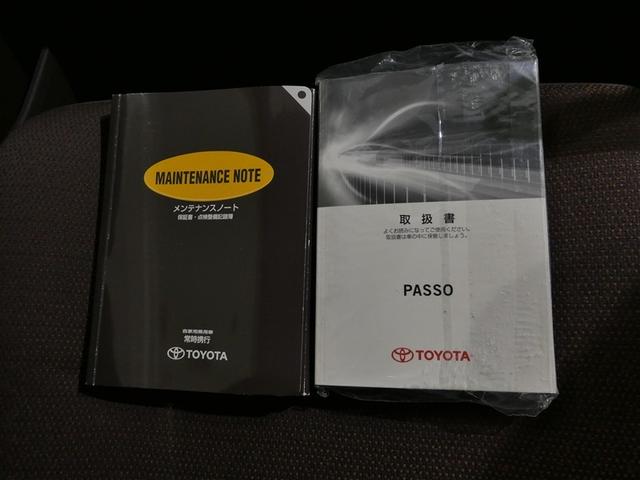 MAINTENANCE NOTE
メンテナンスノート
保証書・点検整備記録簿
自家用乗用車
常時携行
TOYOTA
取扱書
よくお読みになってご使用ください。
取扱書は車の中に保管しましょう。
PASSO
TOYOTA